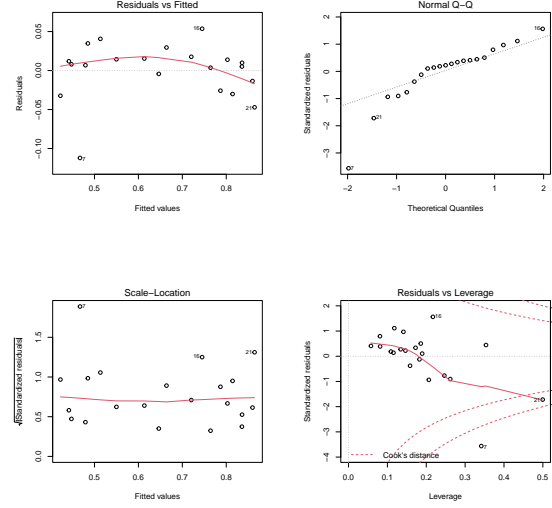 Residuals vs Fitted
Residuals
0.05
0.00
−0.05
−0.10
16
21
7
0.5 0.6 0.7 0.8
Fitted values
Normal Q−Q
Standardized residuals
2
1
0
−1
−2
−3
16
21
7
−2 −1 0 1 2
Theoretical Quantiles
Scale−Location
√|Standardized residuals|
1.5
1.0
0.5
0.0
7
16
21
0.5 0.6 0.7 0.8
Fitted values
Residuals vs Leverage
Standardized residuals
2
1
0
−1
−2
−3
−4
16
21
7
Cook's distance
0.0 0.1 0.2 0.3 0.4 0.5
Leverage